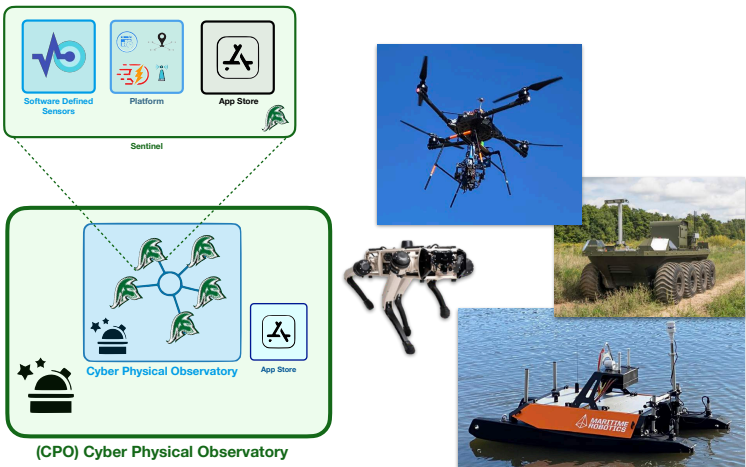 Software Defined
Sensors
Platform
App Store
Sentinel
Cyber Physical Observatory
App Store
(CPO) Cyber Physical Observatory
MARITIME
ROBOTICS